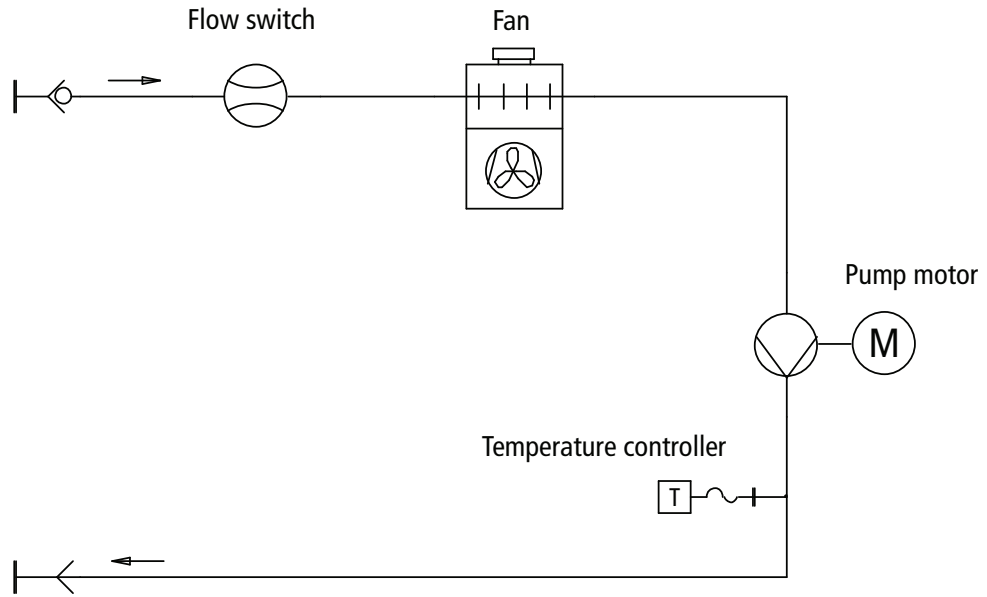 Flow switch
Fan
Pump motor
M
Temperature controller
T